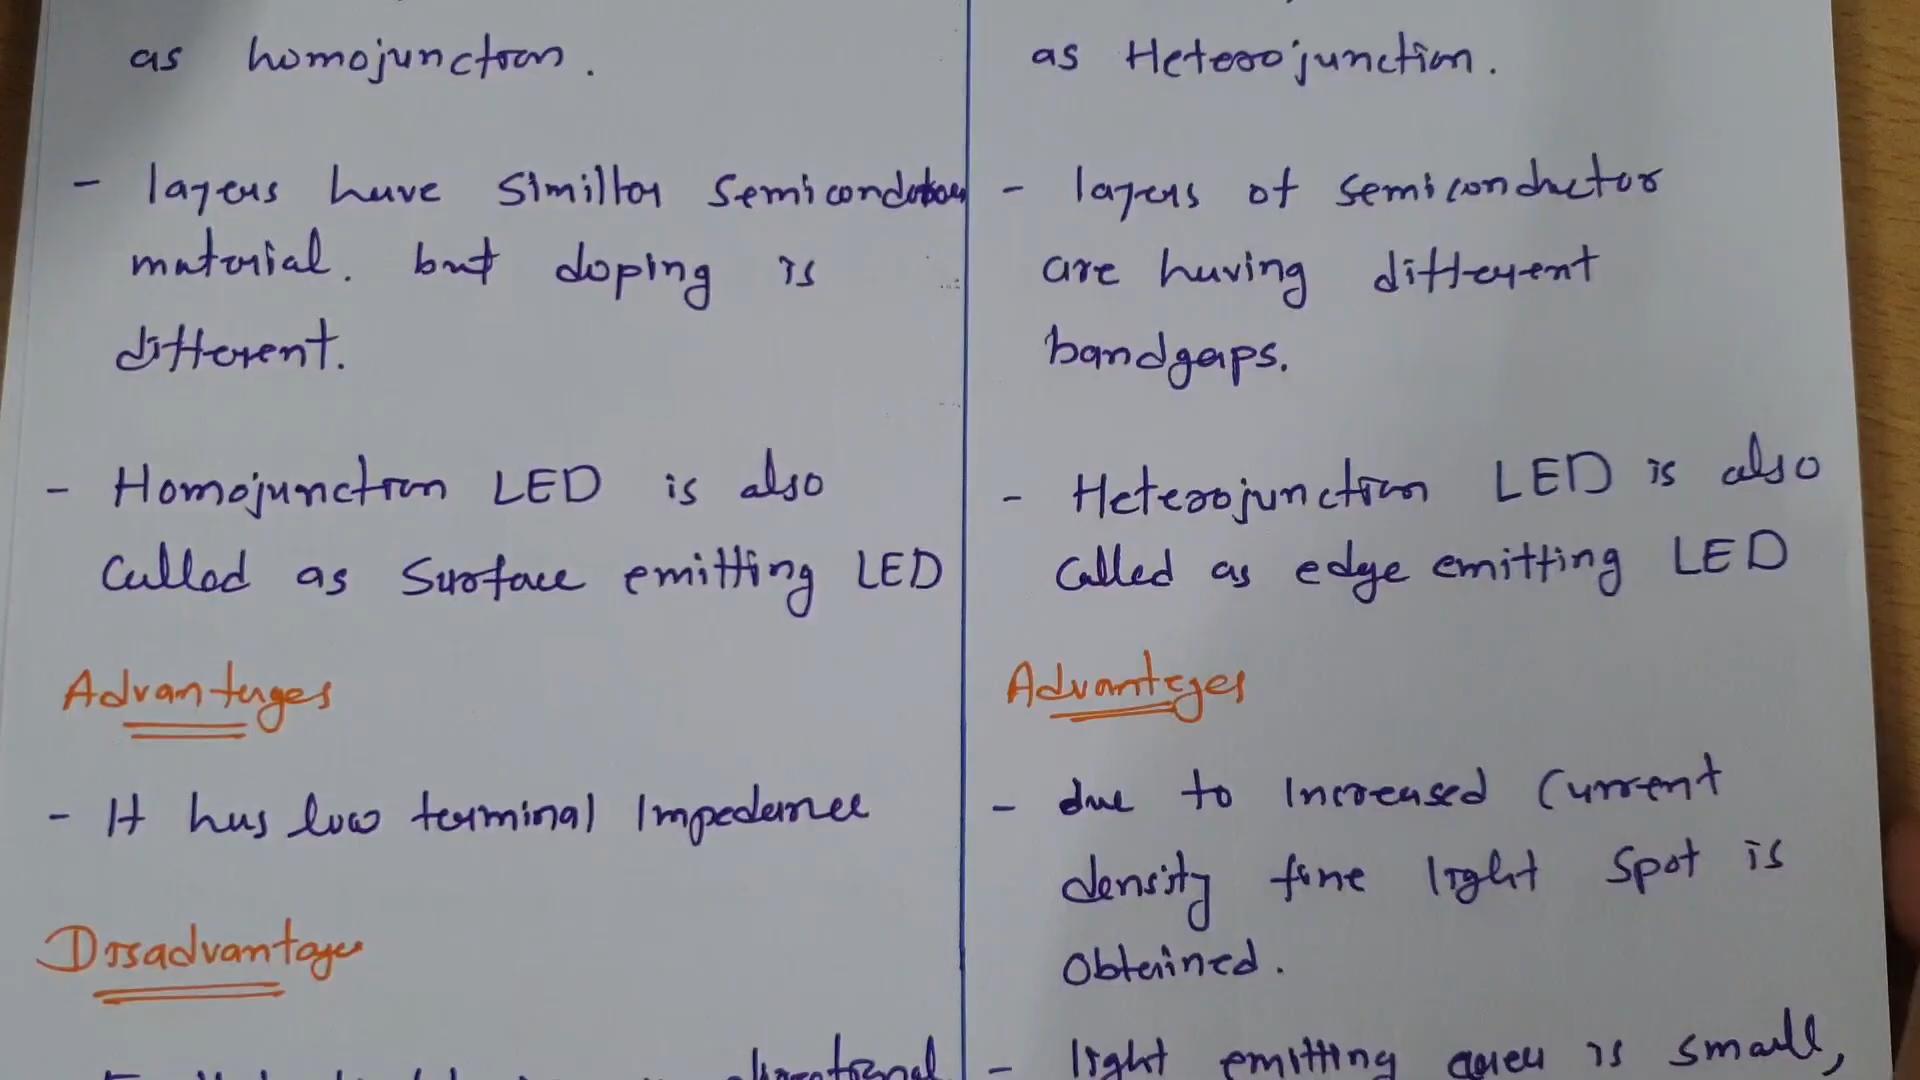 as homojunction.
- layers have Similar Semiconductor
material. but doping is
different.
- Homojunction LED is also
Called as Surface emitting LED
Advantages
- It has low terminal Impedance
Disadvantages
directional
as Heterojunction.
- layers of semiconductor
are having different
bandgaps.
- Heterojunction LED is also
Called as edge emitting LED
Advantages
- due to Increased Current
density fine light Spot is
Obtained.
- light emitting area is small,